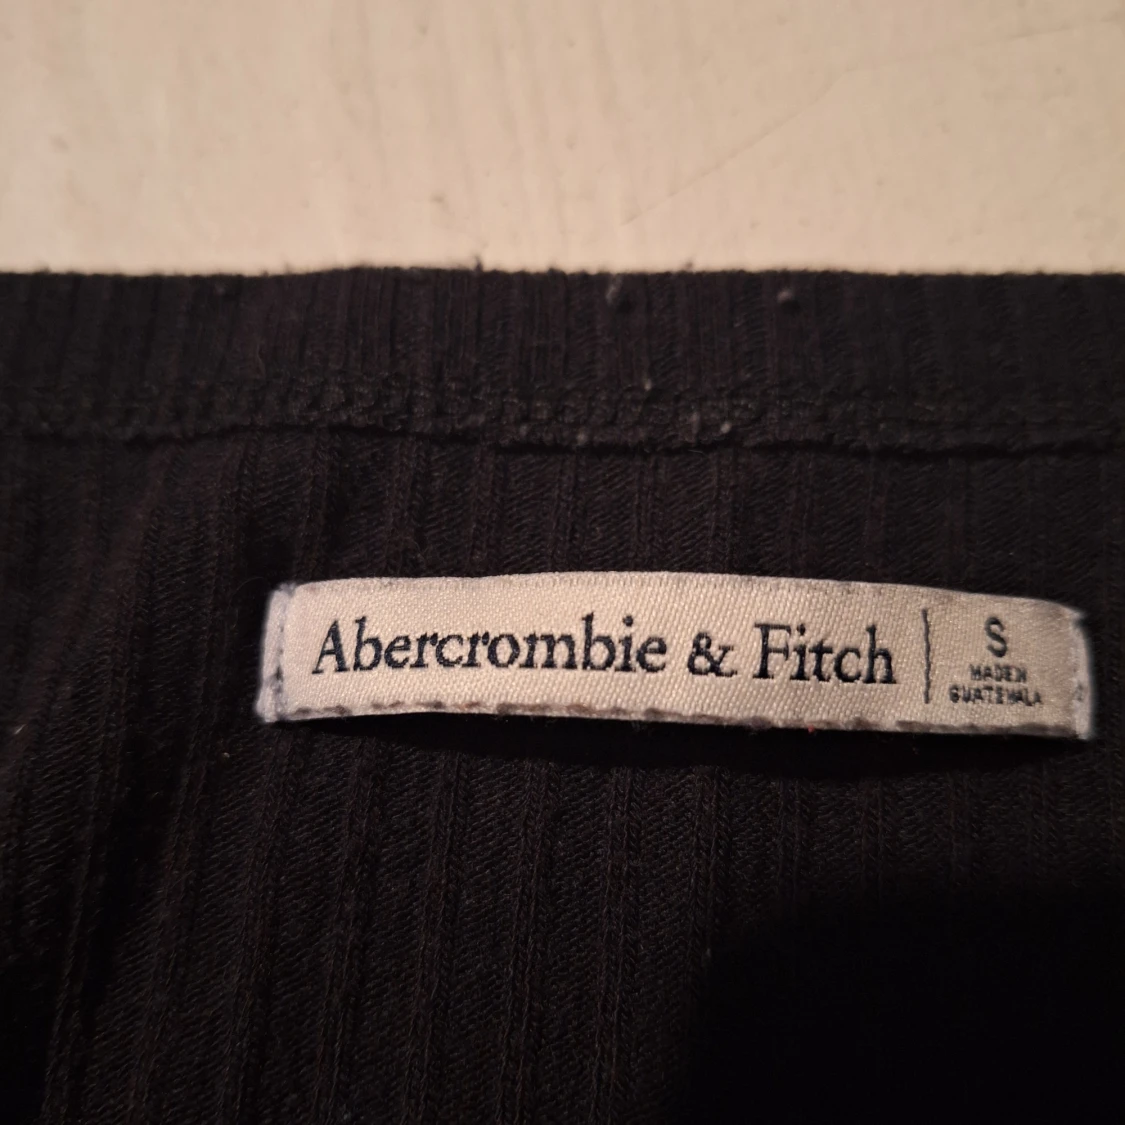 Abercrombie & Fitch
S
MADE IN
GUATEMALA